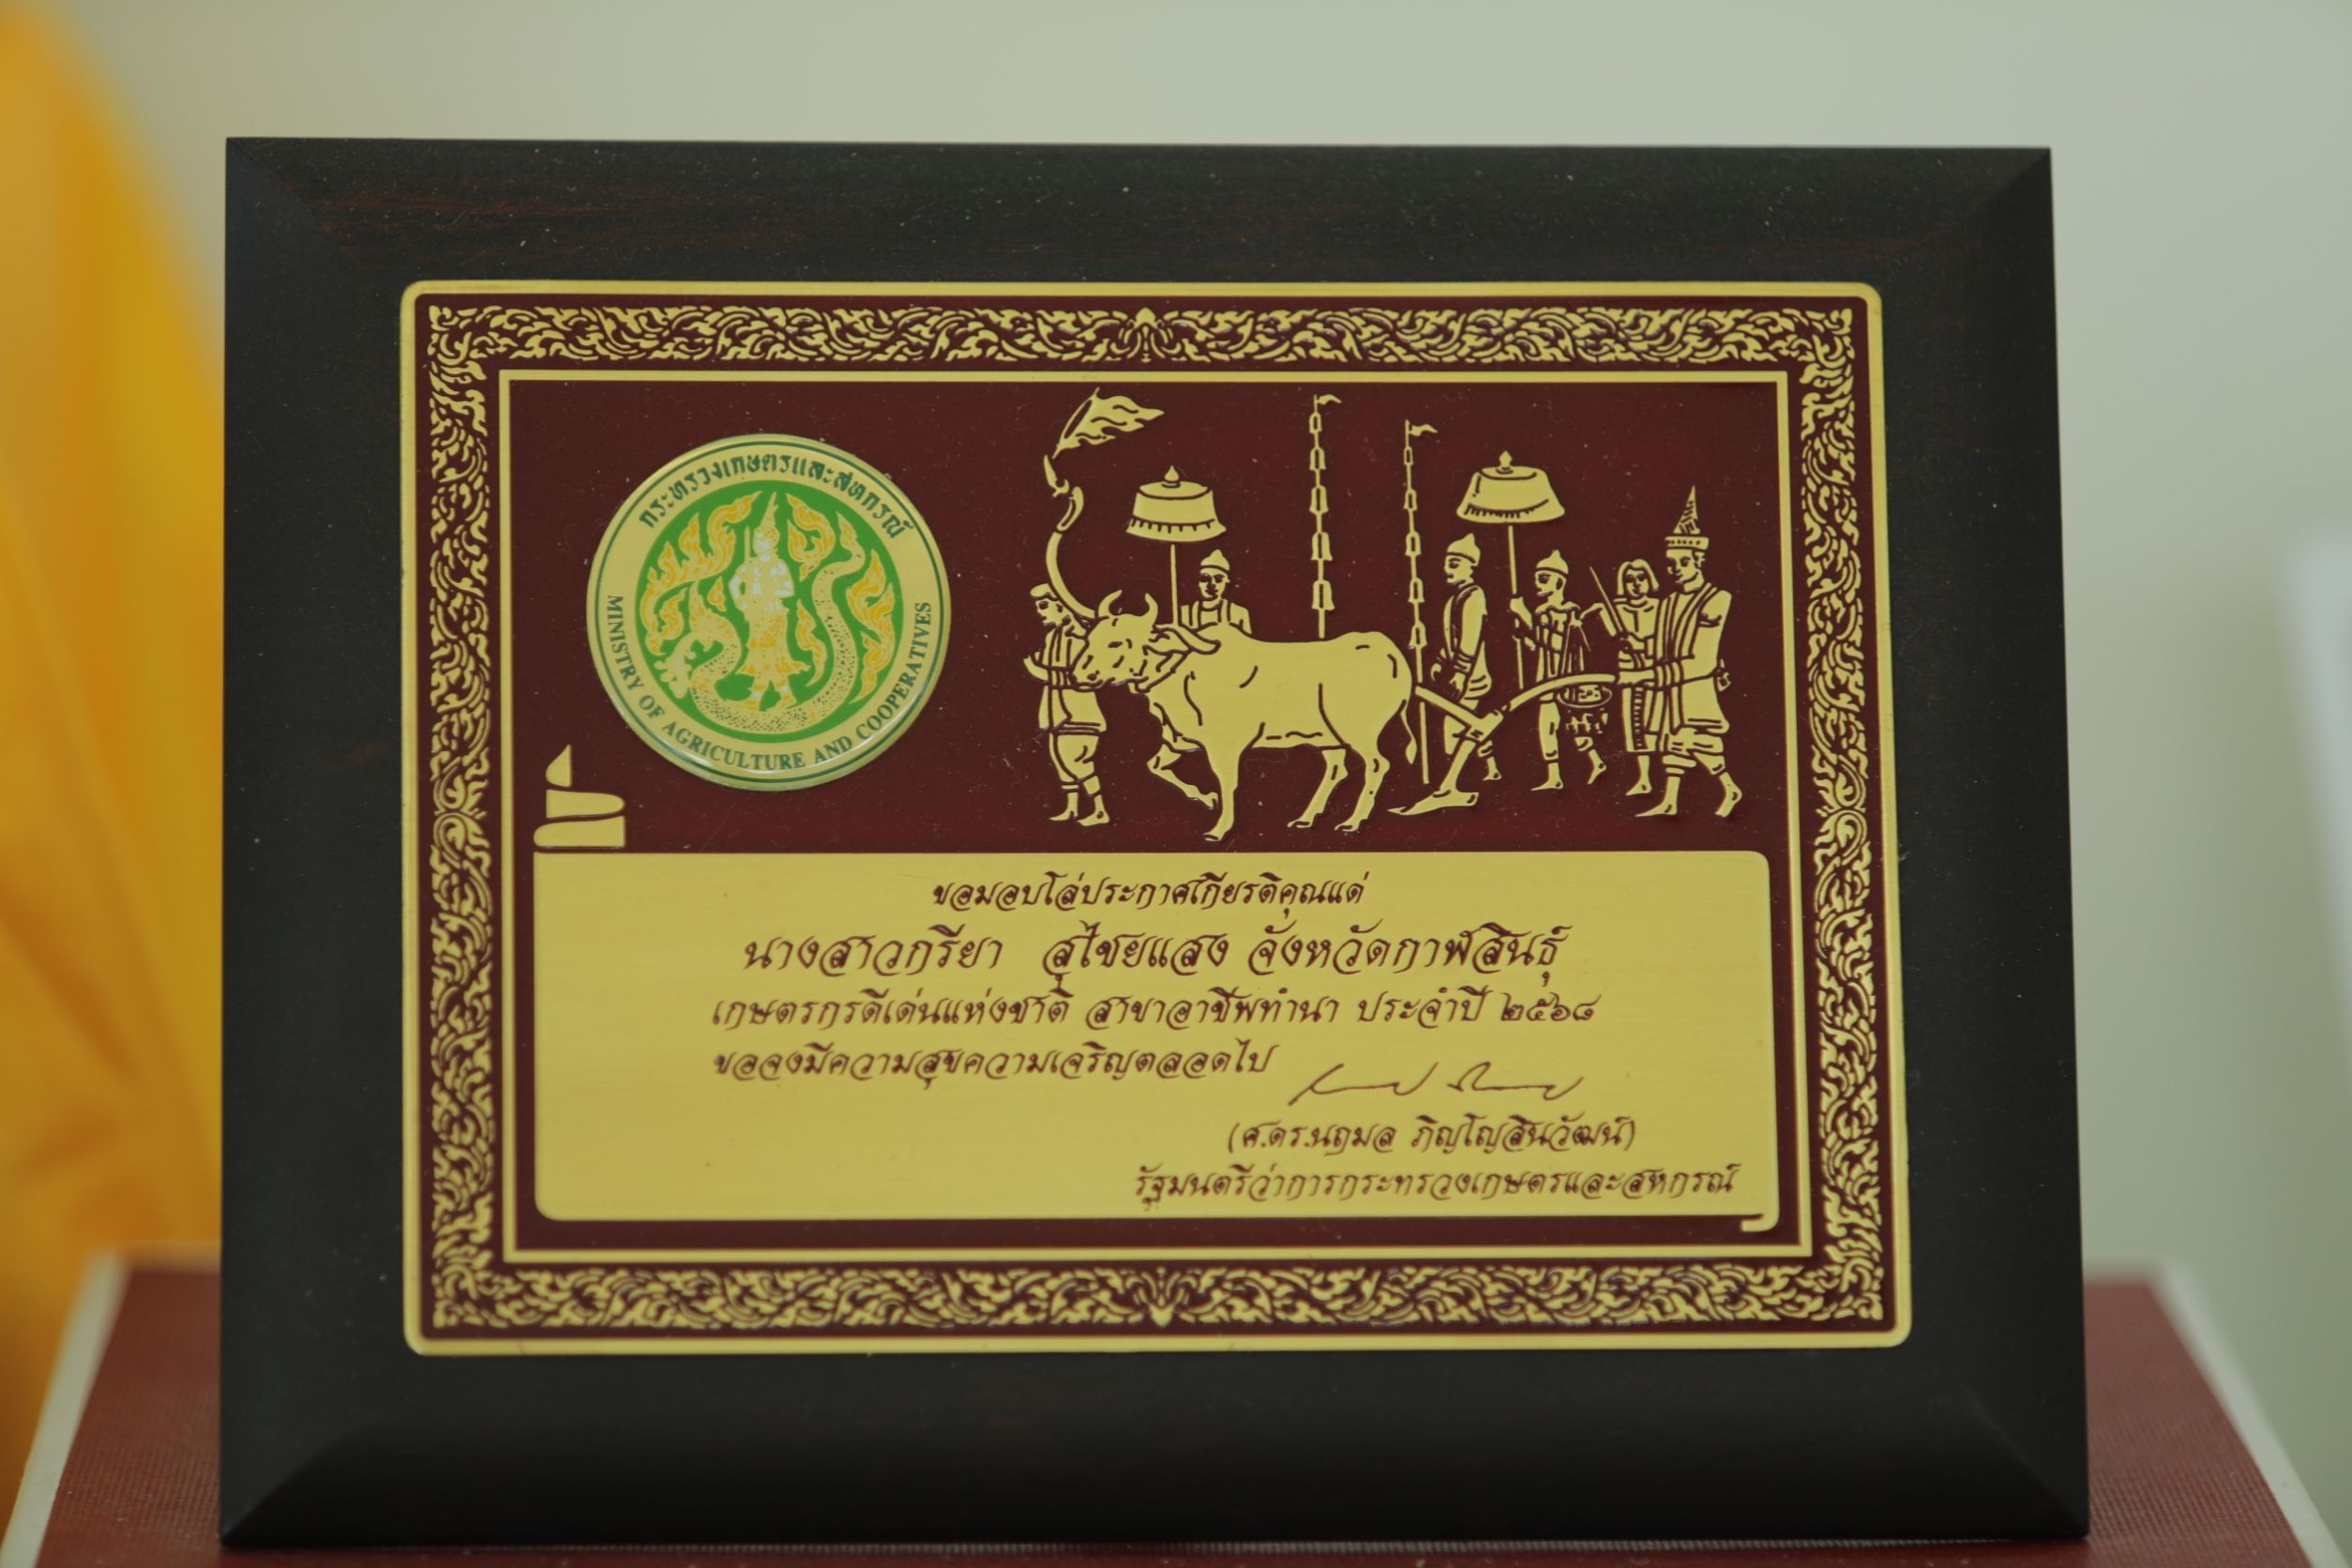 กระทรวงเกษตรและสหกรณ์
MINISTRY OF AGRICULTURE AND COOPERATIVES
ขอมอบโล่ประกาศเกียรติคุณแด่
นางสาวกรียา สุไชยแสง จังหวัดกาฬสินธุ์
เกษตรกรดีเด่นแห่งชาติ สาขาอาชีพทำนา ประจำปี ๒๕๖๘
ขอจงมีความสุขความเจริญตลอดไป
(ศ.ดร.นฤมล ภิญโญสินวัฒน์)
รัฐมนตรีว่าการกระทรวงเกษตรและสหกรณ์